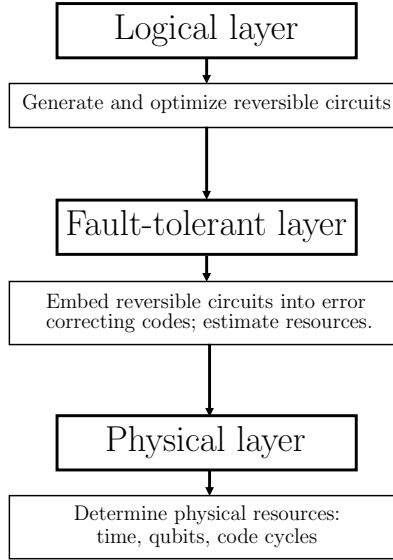 Logical layer
Generate and optimize reversible circuits
Fault-tolerant layer
Embed reversible circuits into error
correcting codes; estimate resources.
Physical layer
Determine physical resources:
time, qubits, code cycles